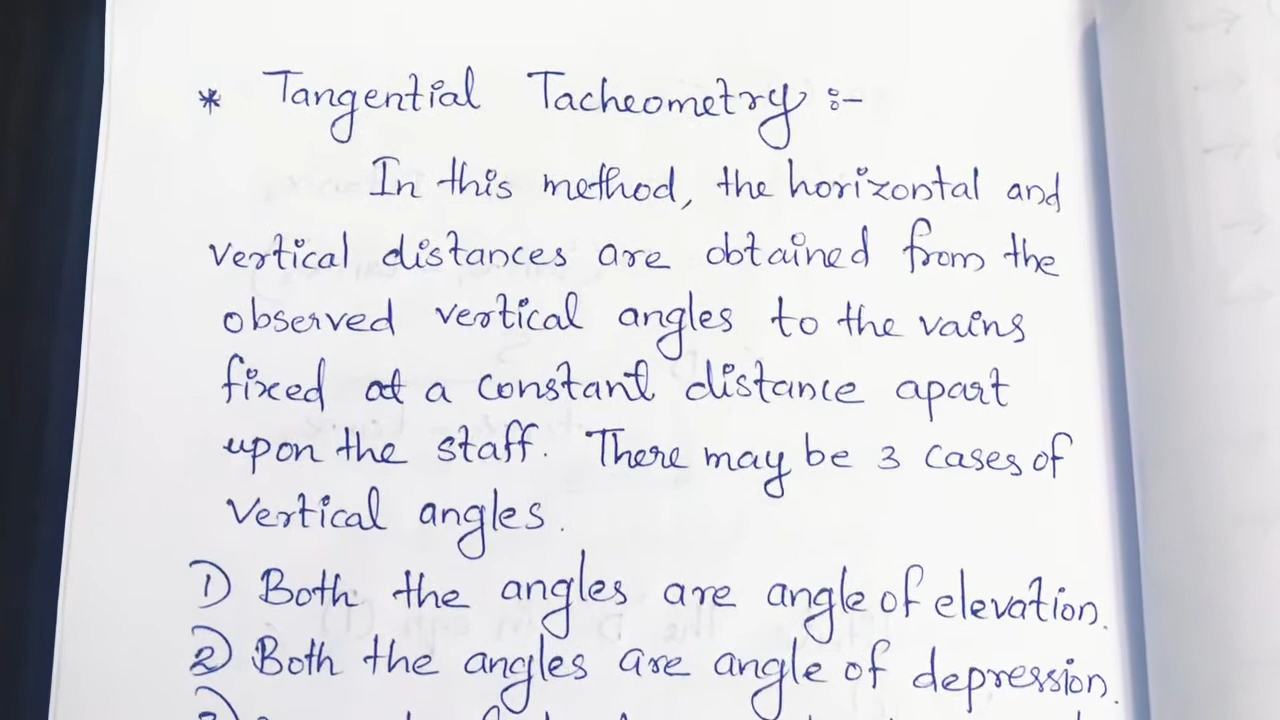 * Tangential Tacheometry :-
In this method, the horizontal and
vertical distances are obtained from the
observed vertical angles to the vains
fixed at a constant distance apart
upon the staff. There may be 3 cases of
Vertical angles.
1) Both the angles are angle of elevation.
2) Both the angles are angle of depression.